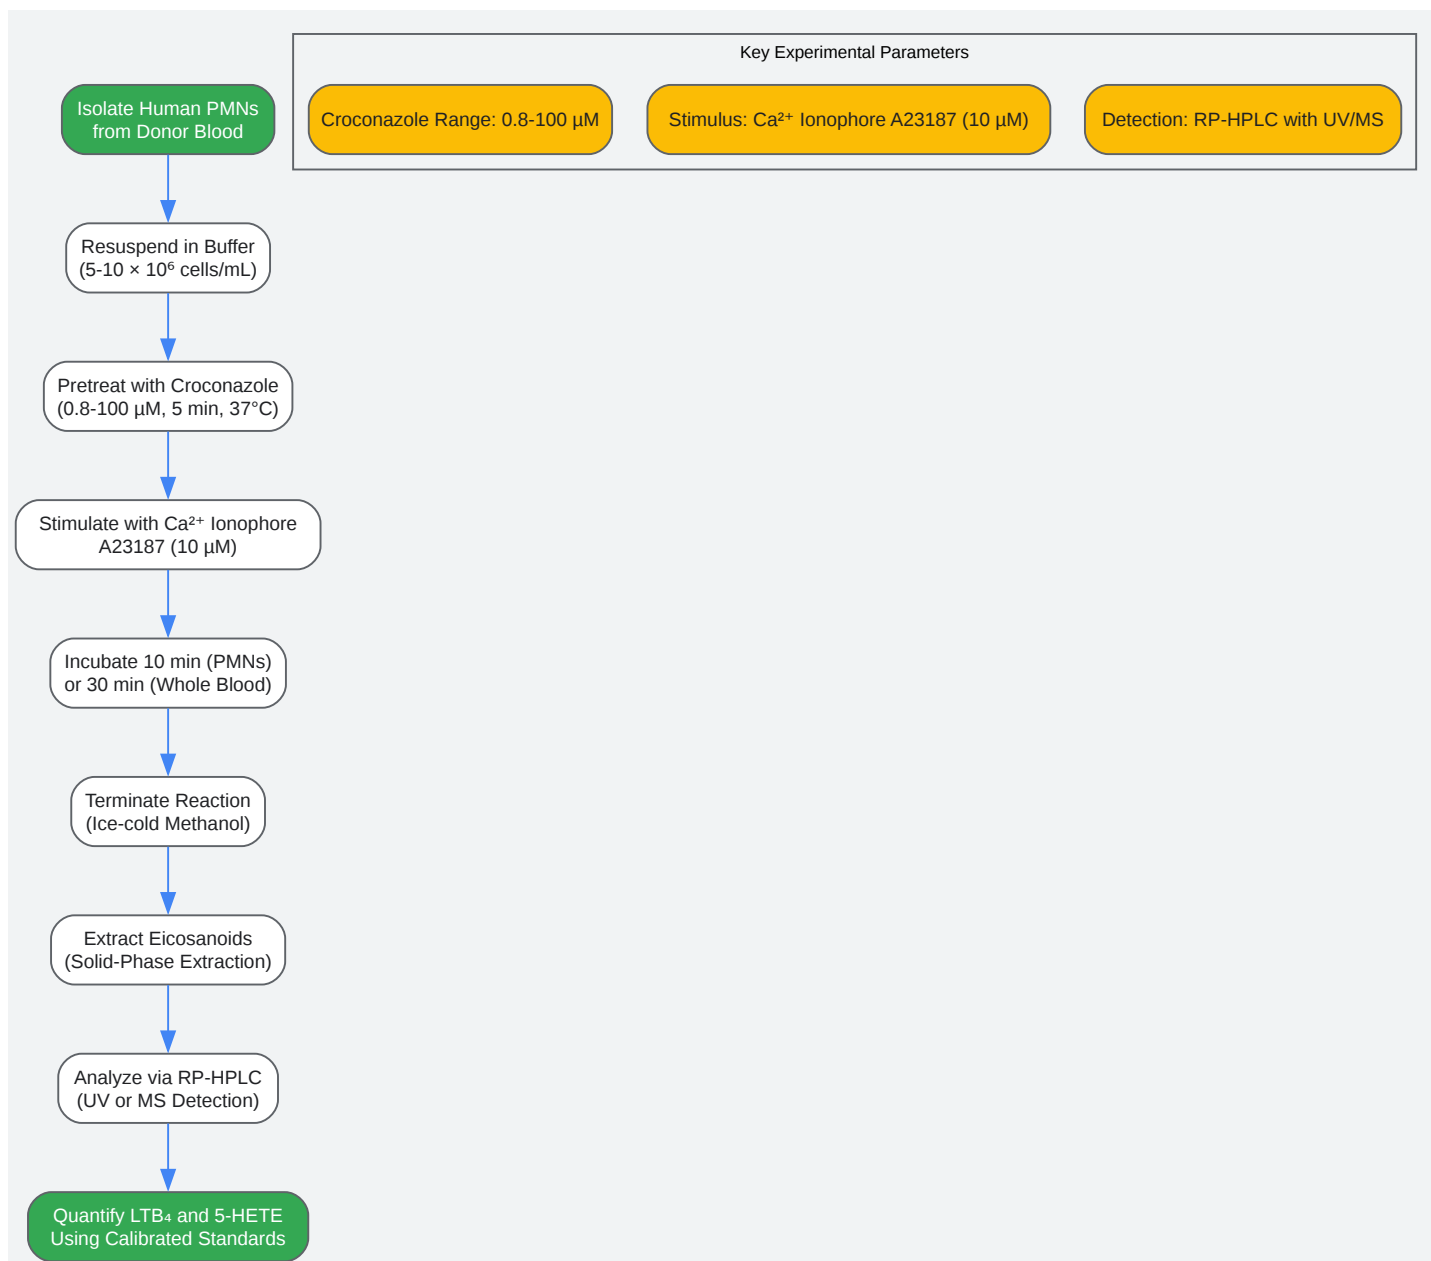 Key Experimental Parameters
Isolate Human PMNs
from Donor Blood
Croconazole Range: 0.8-100 µM
Stimulus: Ca²⁺ Ionophore A23187 (10 µM)
Detection: RP-HPLC with UV/MS
Resuspend in Buffer
(5-10 × 10⁶ cells/mL)
Pretreat with Croconazole
(0.8-100 µM, 5 min, 37°C)
Stimulate with Ca²⁺ Ionophore
A23187 (10 µM)
Incubate 10 min (PMNs)
or 30 min (Whole Blood)
Terminate Reaction
(Ice-cold Methanol)
Extract Eicosanoids
(Solid-Phase Extraction)
Analyze via RP-HPLC
(UV or MS Detection)
Quantify LTB₄ and 5-HETE
Using Calibrated Standards